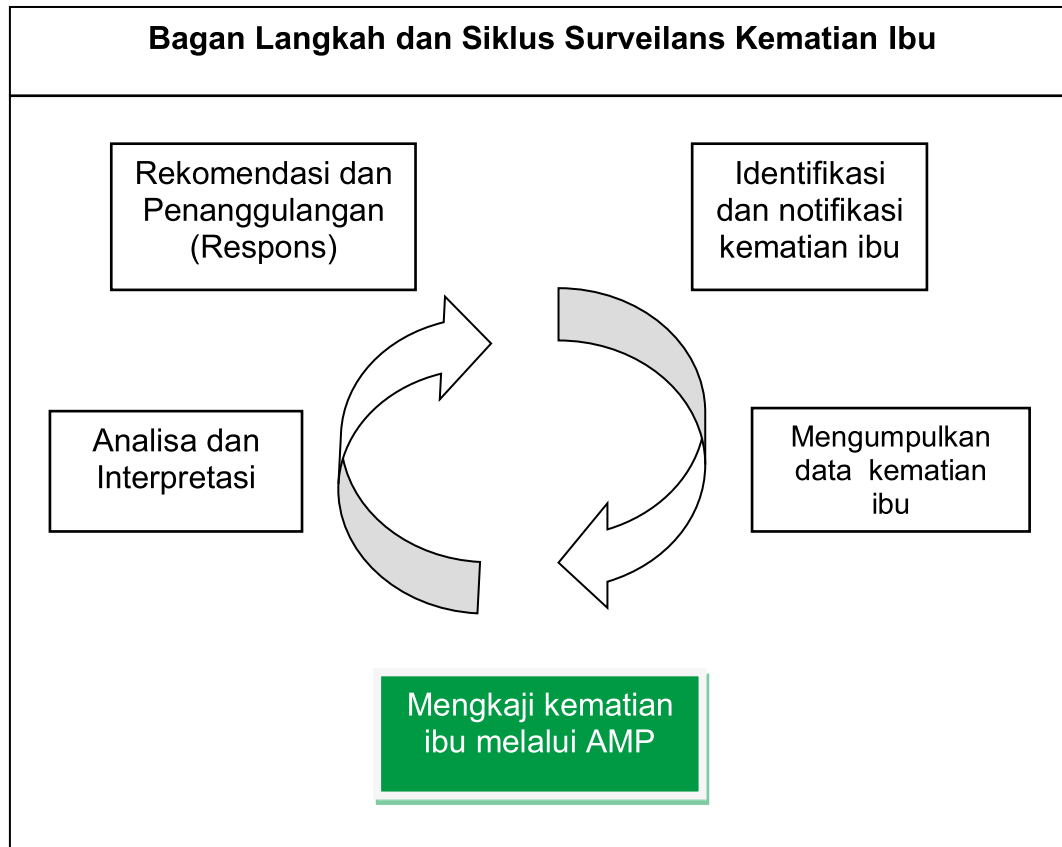 Bagan Langkah dan Siklus Surveilans Kematian Ibu
Rekomendasi dan
Penanggulangan
(Respons)
Identifikasi
dan notifikasi
kematian ibu
Analisa dan
Interpretasi
Mengumpulkan
data kematian
ibu
Mengkaji kematian
ibu melalui AMP